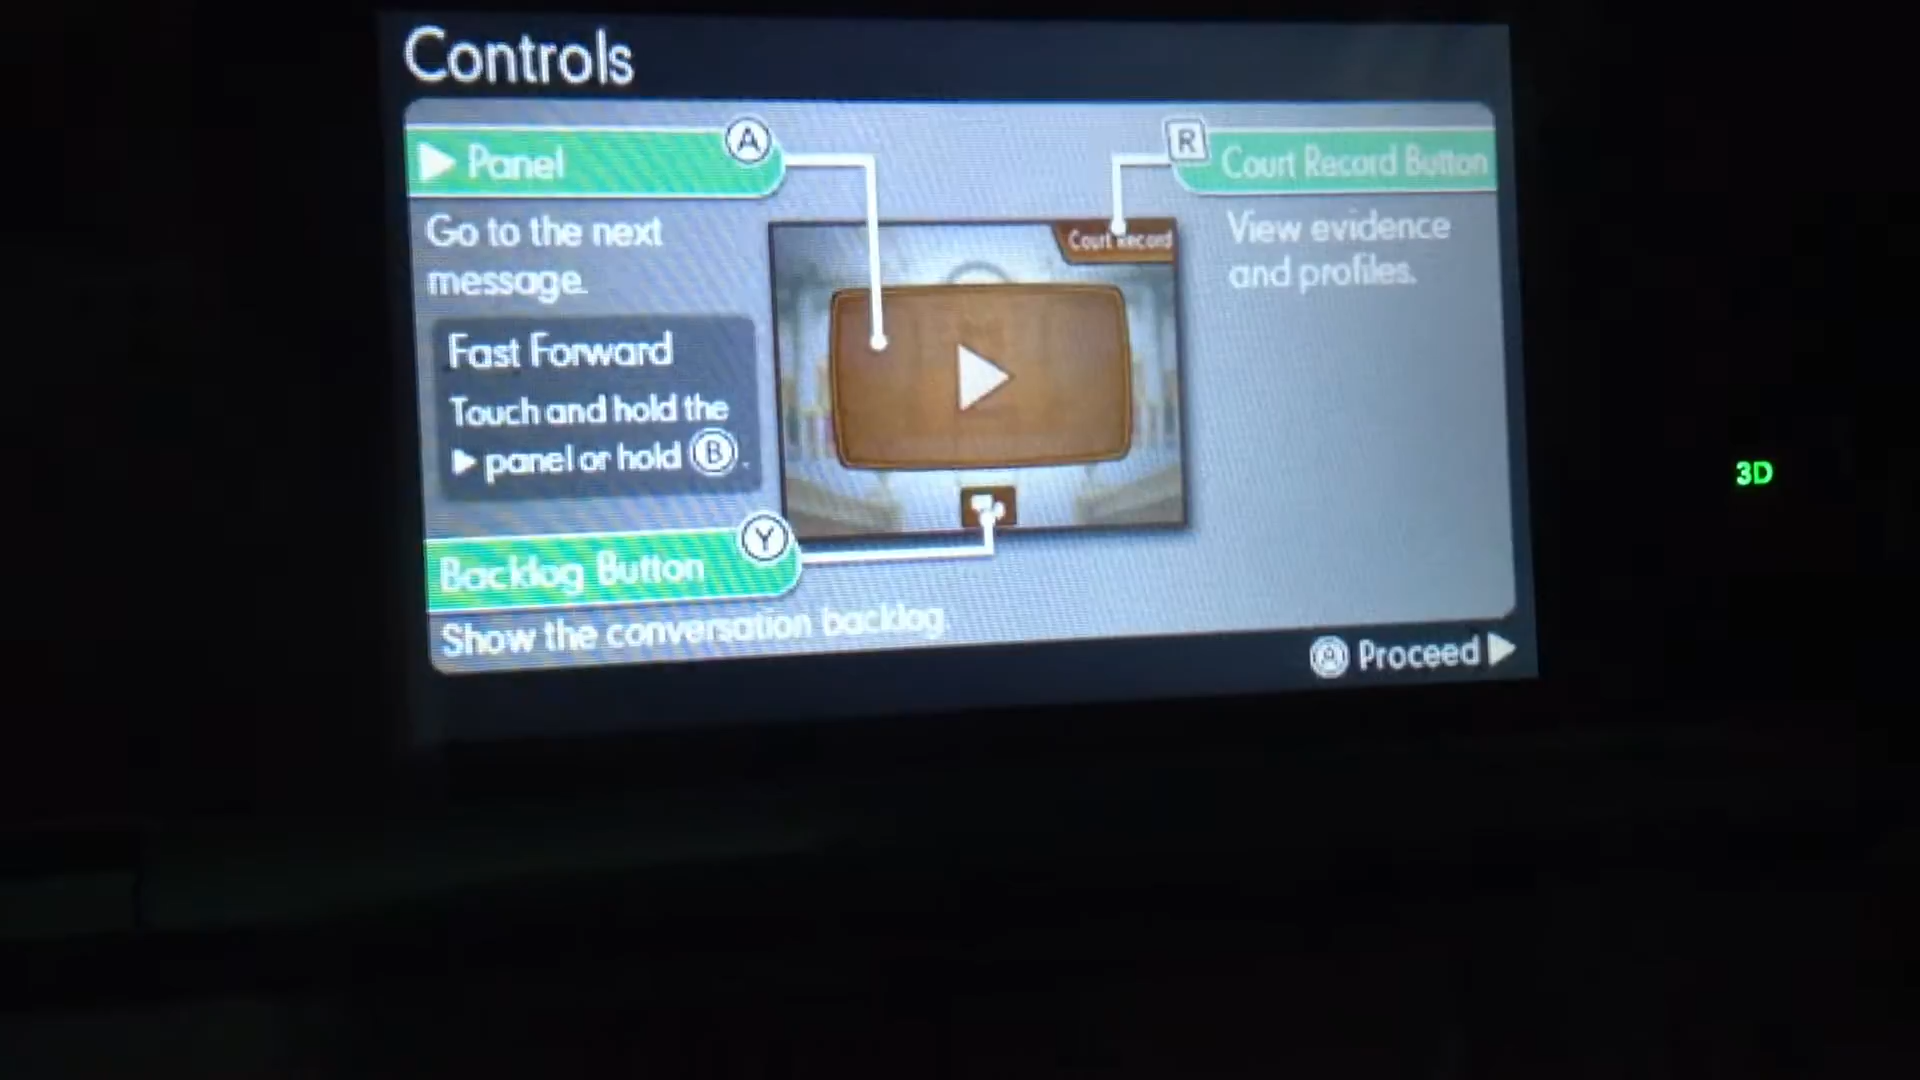 Controls
▶ Panel A
Go to the next
message.
Fast Forward
Touch and hold the
▶ panel or hold B.
Backlog Button Y
Show the conversation backlog.
R Court Record Button
View evidence
and profiles.
Court Record
A Proceed ▶
3D